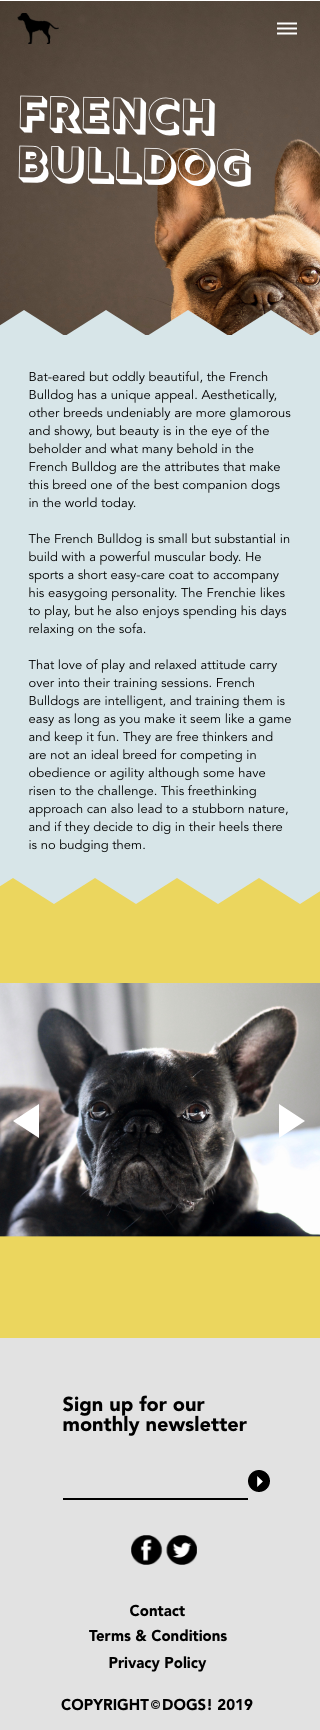 FRENCH
BULLDOG
Bat-eared but oddly beautiful, the French
Bulldog has a unique appeal. Aesthetically,
other breeds undeniably are more glamorous
and showy, but beauty is in the eye of the
beholder and what many behold in the
French Bulldog are the attributes that make
this breed one of the best companion dogs
in the world today.
The French Bulldog is small but substantial in
build with a powerful muscular body. He
sports a short easy-care coat to accompany
his easygoing personality. The Frenchie likes
to play, but he also enjoys spending his days
relaxing on the sofa.
That love of play and relaxed attitude carry
over into their training sessions. French
Bulldogs are intelligent, and training them is
easy as long as you make it seem like a game
and keep it fun. They are free thinkers and
are not an ideal breed for competing in
obedience or agility although some have
risen to the challenge. This freethinking
approach can also lead to a stubborn nature,
and if they decide to dig in their heels there
is no budging them.
Sign up for our
monthly newsletter
Contact
Terms & Conditions
Privacy Policy
COPYRIGHT©DOGS! 2019